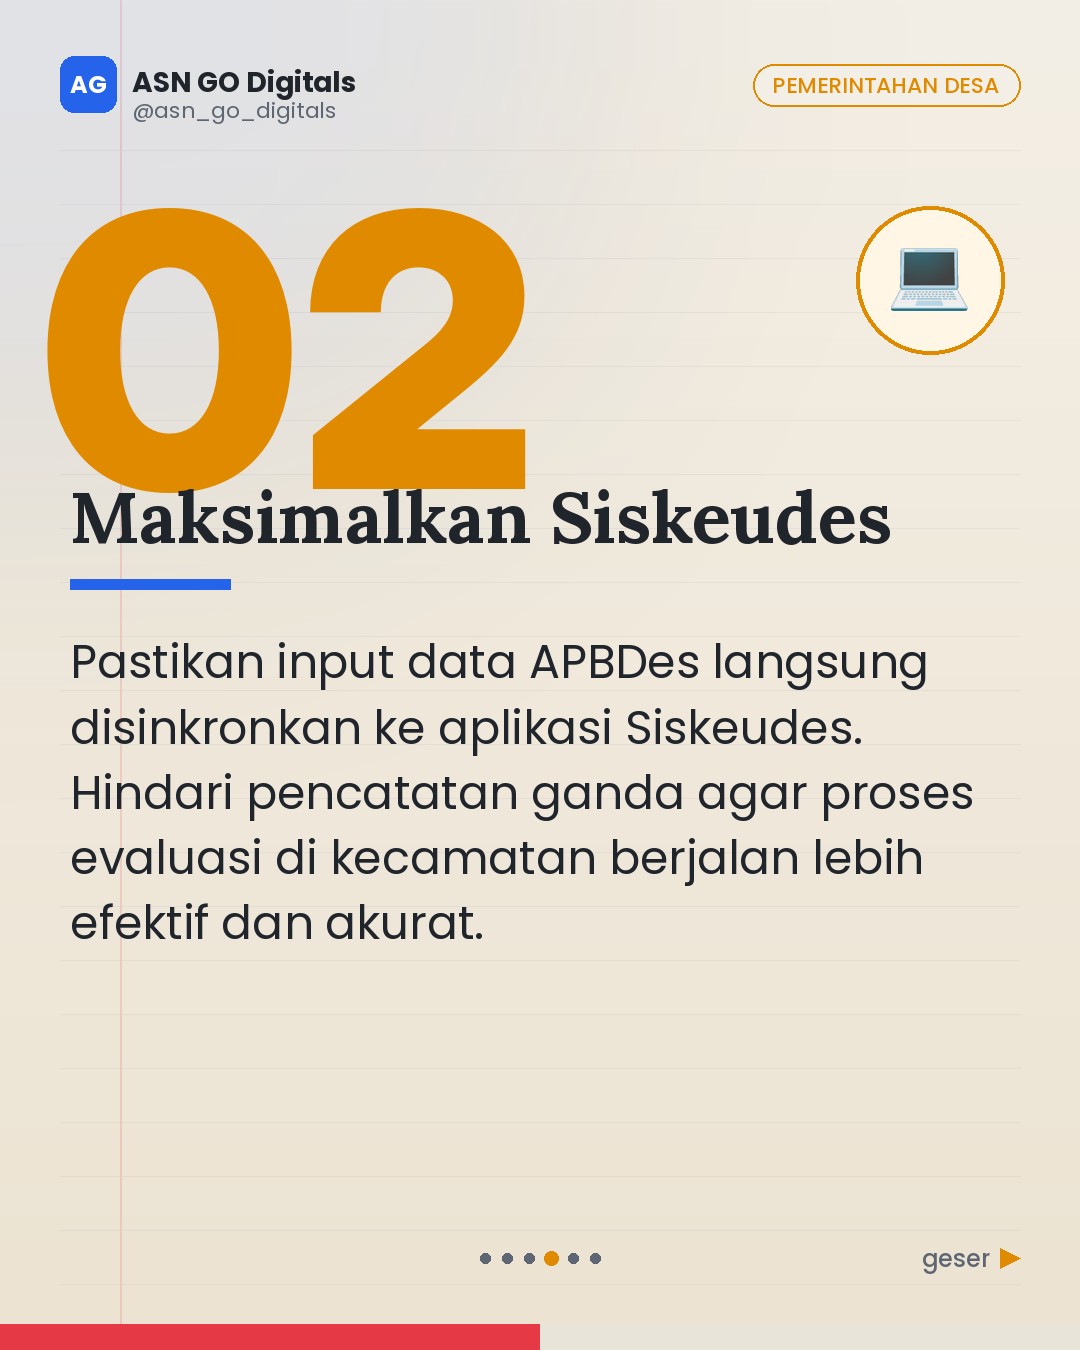 AG
ASN GO Digitals
@asn_go_digitals
PEMERINTAHAN DESA
02
Maksimalkan Siskeudes
Pastikan input data APBDes langsung
disinkronkan ke aplikasi Siskeudes.
Hindari pencatatan ganda agar proses
evaluasi di kecamatan berjalan lebih
efektif dan akurat.
geser